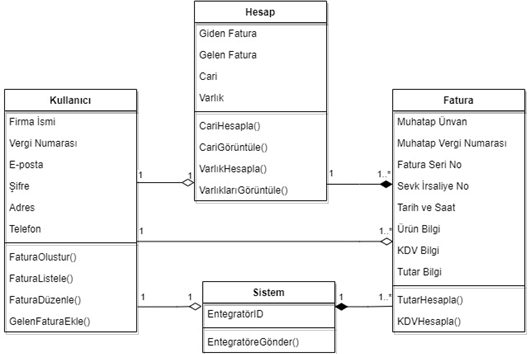 Hesap
Giden Fatura
Gelen Fatura
Cari
Varlık
CariHesapla()
CariGörüntüle()
VarlıkHesapla()
VarlıklarıGörüntüle()
Kullanıcı
Firma İsmi
Vergi Numarası
E-posta
Şifre
Adres
Telefon
FaturaOlustur()
FaturaListele()
FaturaDüzenle()
GelenFaturaEkle()
Fatura
Muhatap Ünvan
Muhatap Vergi Numarası
Fatura Seri No
Sevk İrsaliye No
Tarih ve Saat
Ürün Bilgi
KDV Bilgi
Tutar Bilgi
TutarHesapla()
KDVHesapla()
Sistem
EntegratörID
EntegratöreGönder()
1
1
1
1..*
1
1..*
1
1
1
1..*